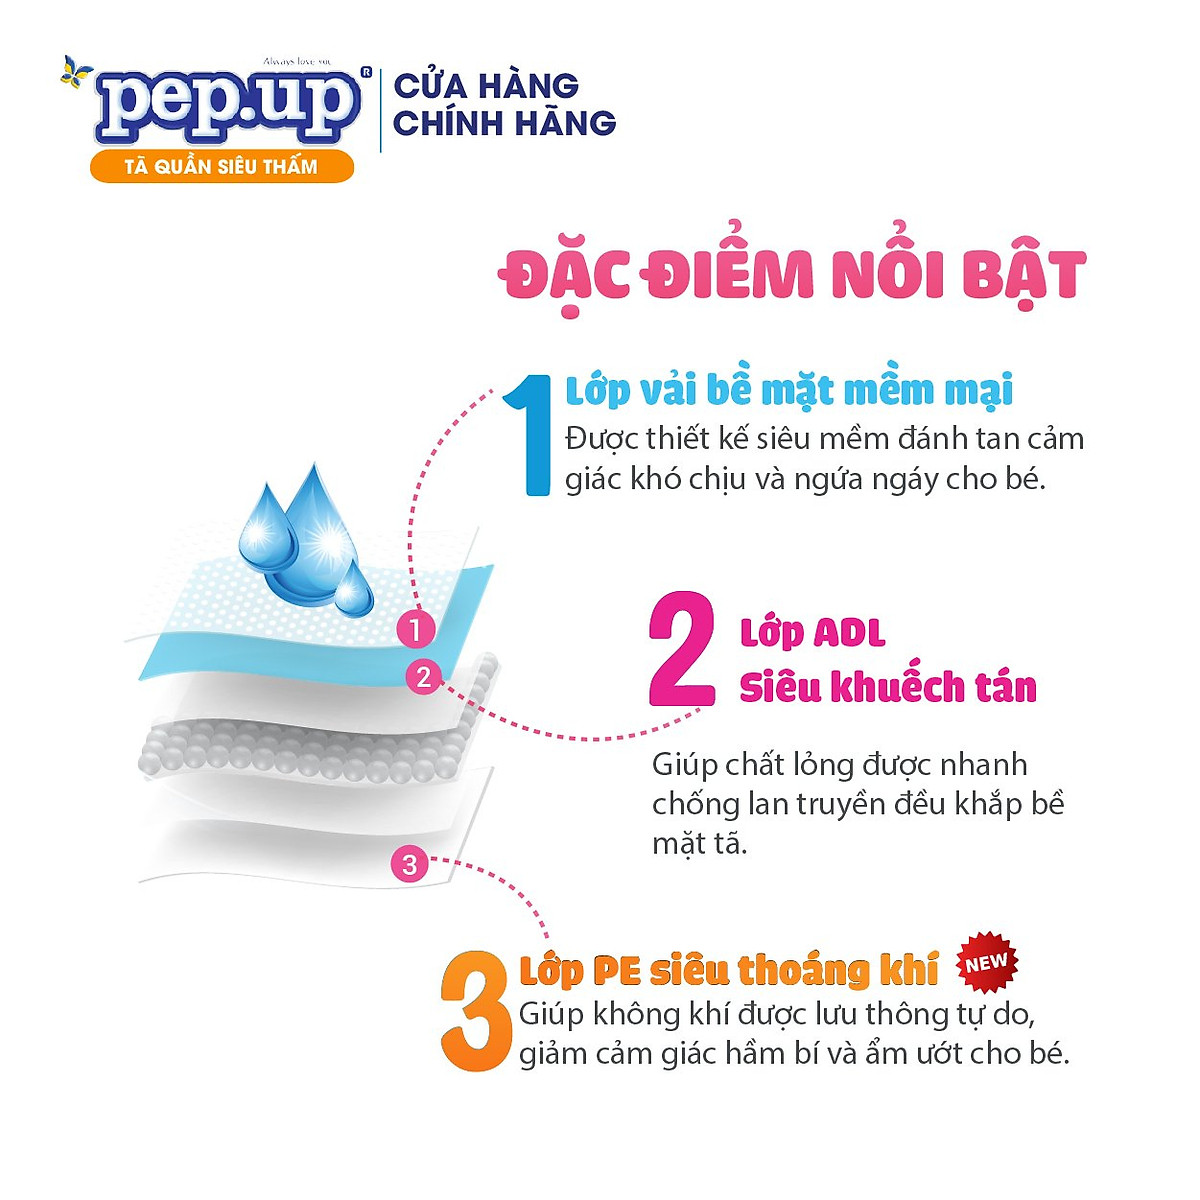 Always love you
pep.up®
TÃ QUẦN SIÊU THẤM
CỬA HÀNG
CHÍNH HÃNG
ĐẶC ĐIỂM NỔI BẬT
1
Lớp vải bề mặt mềm mại
Được thiết kế siêu mềm đánh tan cảm
giác khó chịu và ngứa ngáy cho bé.
1
2
2
Lớp ADL
Siêu khuếch tán
Giúp chất lỏng được nhanh
chống lan truyền đều khắp bề
mặt tã.
3
3
Lớp PE siêu thoáng khí
NEW
Giúp không khí được lưu thông tự do,
giảm cảm giác hầm bí và ẩm ướt cho bé.